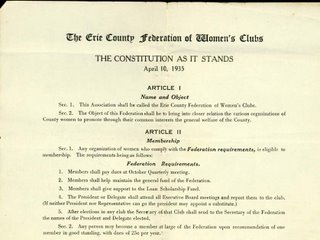 The Erie County Federation of Women's Clubs
THE CONSTITUTION AS IT STANDS
April 10, 1935
ARTICLE I
Name and Object
Sec. 1. This Association shall be called the Erie County Federation of Women's Clubs.
Sec. 2. The Object of this Federation shall be to bring into closer relation the various organizations of
County women to promote through their common interests the general welfare of the County.
ARTICLE II
Membership
Sec. 1. Any organization of women who comply with the Federation requirements, is eligible to
membership. The requirements being as follows:
Federation Requirements.
1. Members shall pay dues at October Quarterly meeting.
2. Members shall help maintain the general fund of the Federation.
3. Members shall give support to the Loan Scholarship Fund.
4. The President or Delegate shall attend all Executive Board meetings and report them to the club.
(If neither President nor Representative can go the president may appoint a substitute.)
5. After elections in any club the Secretary of that Club shall send to the Secretary of the Federation
the names of the President and Delegate elected.
Sec. 2. Any person may become a member at large of the Federation upon recommendation of one
member in good standing, with dues of 25c per year.